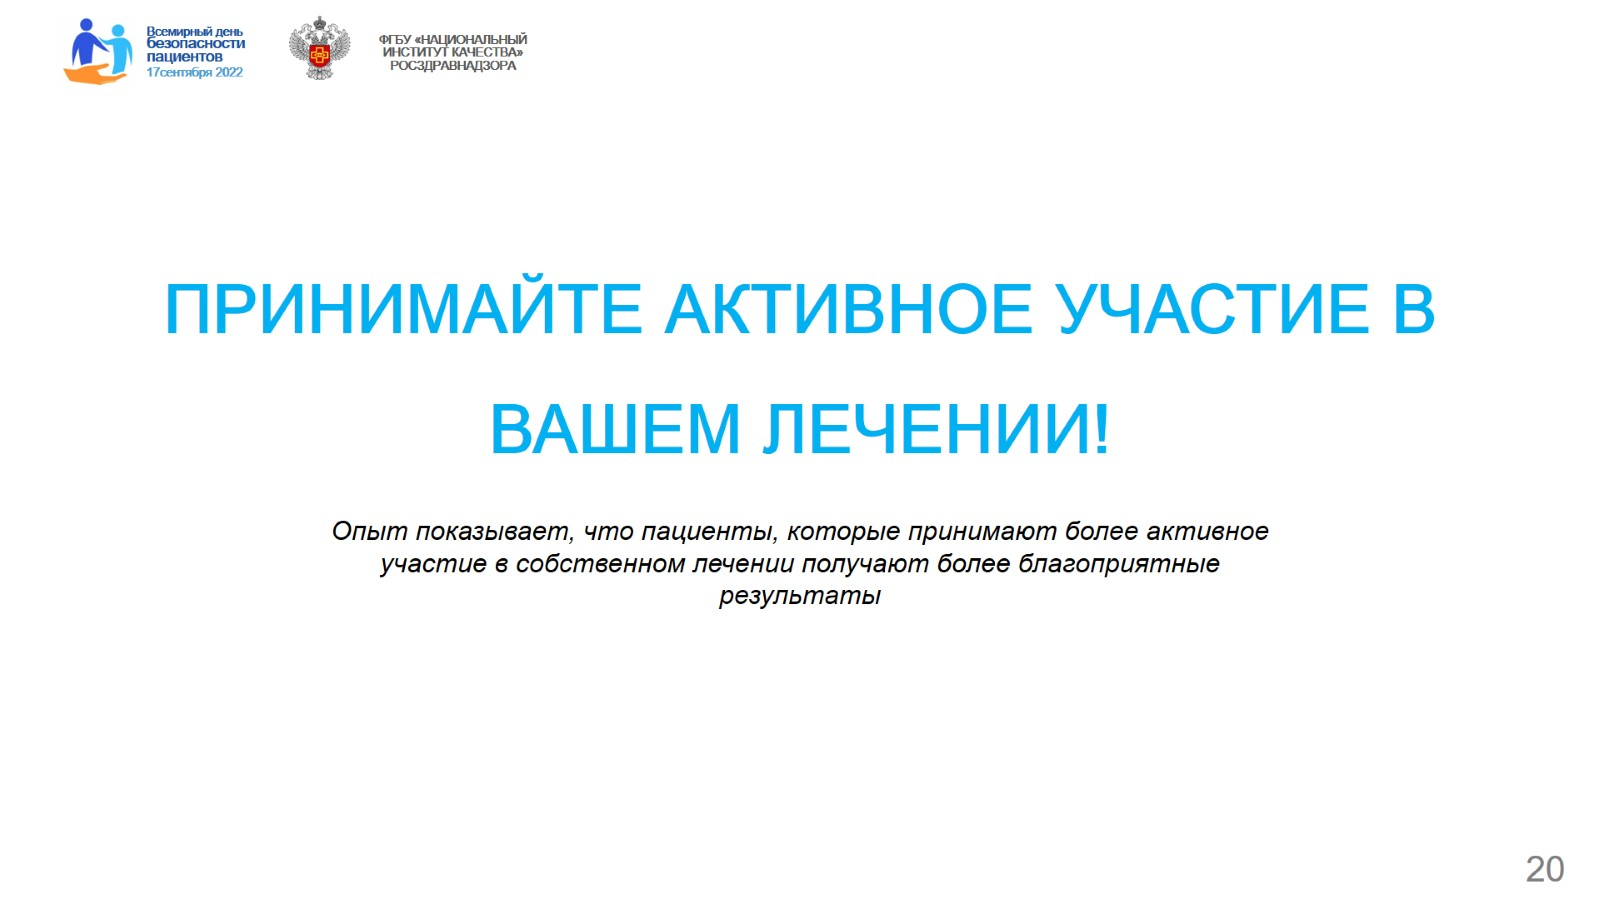 Всемирный день
безопасности
пациентов
17сентября 2022
ФГБУ «НАЦИОНАЛЬНЫЙ
ИНСТИТУТ КАЧЕСТВА»
РОСЗДРАВНАДЗОРА
ПРИНИМАЙТЕ АКТИВНОЕ УЧАСТИЕ В
ВАШЕМ ЛЕЧЕНИИ!
Опыт показывает, что пациенты, которые принимают более активное
участие в собственном лечении получают более благоприятные
результаты
20